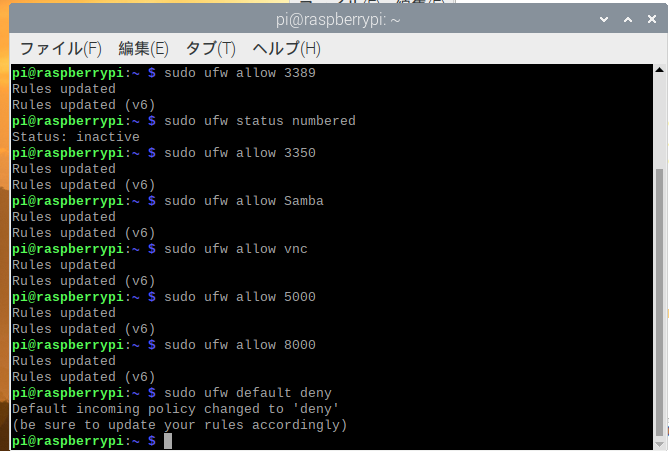 pi@raspberrypi: ~
ファイル(F) 編集(E) タブ(T) ヘルプ(H)
pi@raspberrypi:~ $ sudo ufw allow 3389
Rules updated
Rules updated (v6)
pi@raspberrypi:~ $ sudo ufw status numbered
Status: inactive
pi@raspberrypi:~ $ sudo ufw allow 3350
Rules updated
Rules updated (v6)
pi@raspberrypi:~ $ sudo ufw allow Samba
Rules updated
Rules updated (v6)
pi@raspberrypi:~ $ sudo ufw allow vnc
Rules updated
Rules updated (v6)
pi@raspberrypi:~ $ sudo ufw allow 5000
Rules updated
Rules updated (v6)
pi@raspberrypi:~ $ sudo ufw allow 8000
Rules updated
Rules updated (v6)
pi@raspberrypi:~ $ sudo ufw default deny
Default incoming policy changed to 'deny'
(be sure to update your rules accordingly)
pi@raspberrypi:~ $